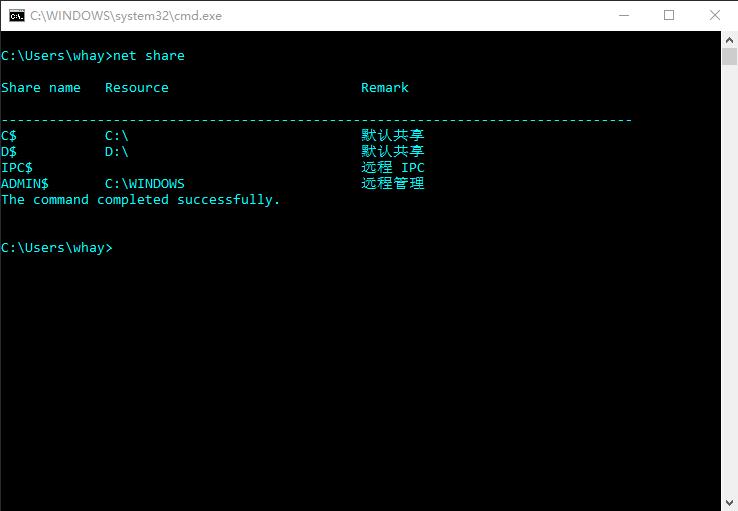 C:\WINDOWS\system32\cmd.exe
C:\Users\whay>net share
Share name Resource Remark
-------------------------------------------------------------------------------
C$ C:\ 默认共享
D$ D:\ 默认共享
IPC$ 远程 IPC
ADMIN$ C:\WINDOWS 远程管理
The command completed successfully.
C:\Users\whay>